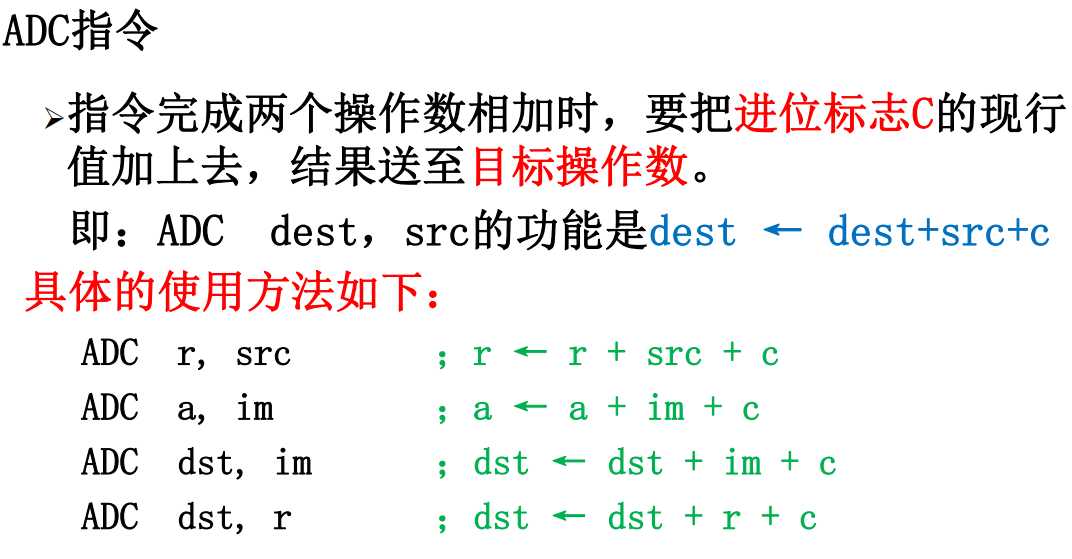 ADC指令
➢指令完成两个操作数相加时，要把进位标志C的现行
值加上去，结果送至目标操作数。
即：ADC dest，src的功能是dest ← dest+src+c
具体的使用方法如下：
ADC r, src ；r ← r + src + c
ADC a, im ；a ← a + im + c
ADC dst, im ；dst ← dst + im + c
ADC dst, r ；dst ← dst + r + c